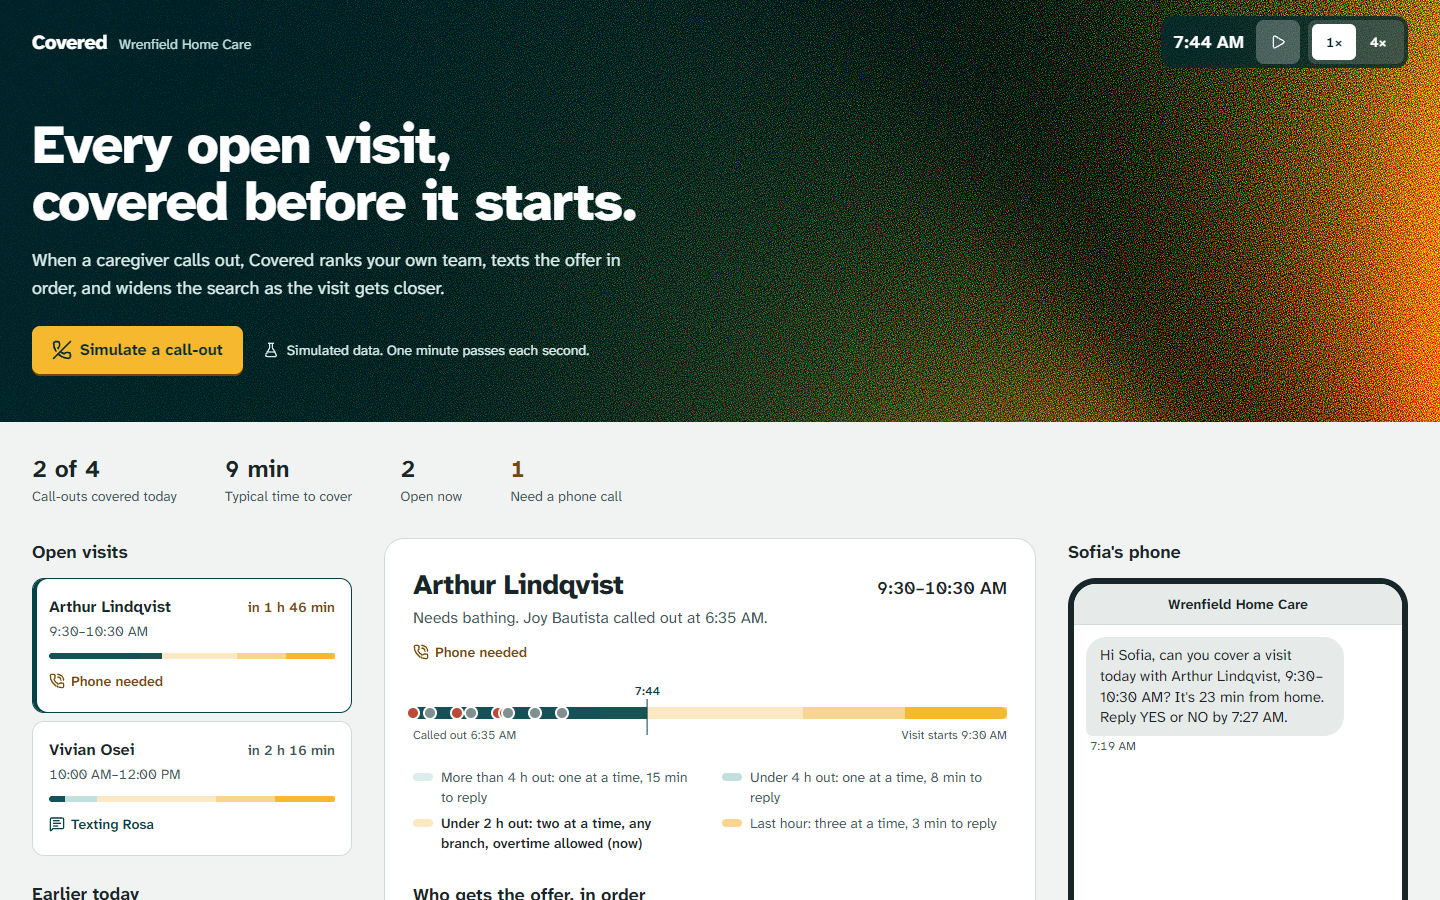 Covered Wrenfield Home Care
7:44 AM
1×
4×
Every open visit,
covered before it starts.
When a caregiver calls out, Covered ranks your own team, texts the offer in
order, and widens the search as the visit gets closer.
Simulate a call-out
Simulated data. One minute passes each second.
2 of 4
Call-outs covered today
9 min
Typical time to cover
2
Open now
1
Need a phone call
Open visits
Arthur Lindqvist
in 1 h 46 min
9:30–10:30 AM
Phone needed
Vivian Osei
in 2 h 16 min
10:00 AM–12:00 PM
Texting Rosa
Earlier today
Arthur Lindqvist
9:30–10:30 AM
Needs bathing. Joy Bautista called out at 6:35 AM.
Phone needed
7:44
Called out 6:35 AM
Visit starts 9:30 AM
More than 4 h out: one at a time, 15 min
to reply
Under 4 h out: one at a time, 8 min to
reply
Under 2 h out: two at a time, any
branch, overtime allowed (now)
Last hour: three at a time, 3 min to reply
Who gets the offer, in order
Sofia's phone
Wrenfield Home Care
Hi Sofia, can you cover a visit
today with Arthur Lindqvist, 9:30–
10:30 AM? It's 23 min from home.
Reply YES or NO by 7:27 AM.
7:19 AM